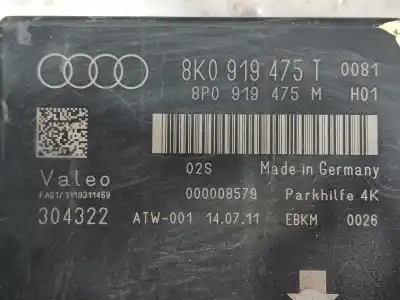 8K0 919 475 T 0081
8P0 919 475 M H01
02S Made in Germany
Valeo
000008579 Parkhilfe 4K
304322 ATW-001 14.07.11 EBKM 0026